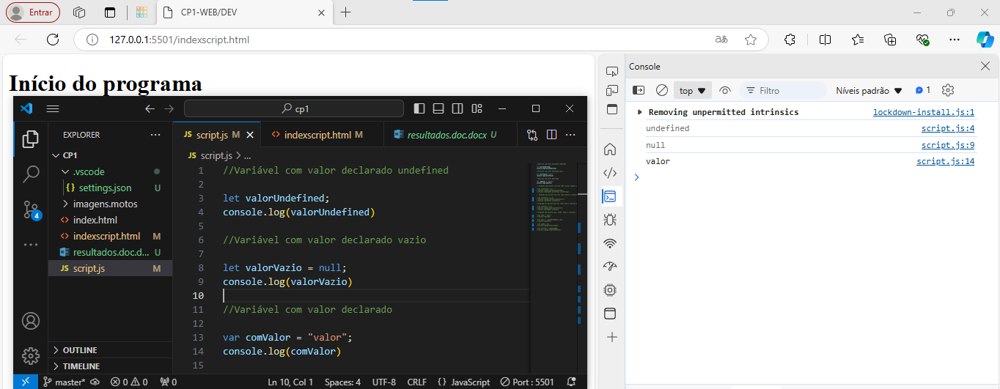 Entrar
CP1-WEB/DEV
127.0.0.1:5501/indexscript.html
aあ
Início do programa
cp1
EXPLORER
CP1
.vscode
settings.json U
imagens.motos
index.html
indexscript.html M
resultados.doc.d... U
script.js M
OUTLINE
TIMELINE
4
JS script.js M
indexscript.html M
resultados.doc.docx U
JS script.js > ...
1 //Variável com valor declarado undefined
2
3 let valorUndefined;
4 console.log(valorUndefined)
5
6 //Variável com valor declarado vazio
7
8 let valorVazio = null;
9 console.log(valorVazio)
10
11 //Variável com valor declarado
12
13 var comValor = "valor";
14 console.log(comValor)
15
master* 0 0 0 Ln 10, Col 1 Spaces: 4 UTF-8 CRLF {} JavaScript Port : 5501
Console
top Filtro Níveis padrão 1
Removing unpermitted intrinsics lockdown-install.js:1
undefined script.js:4
null script.js:9
valor script.js:14